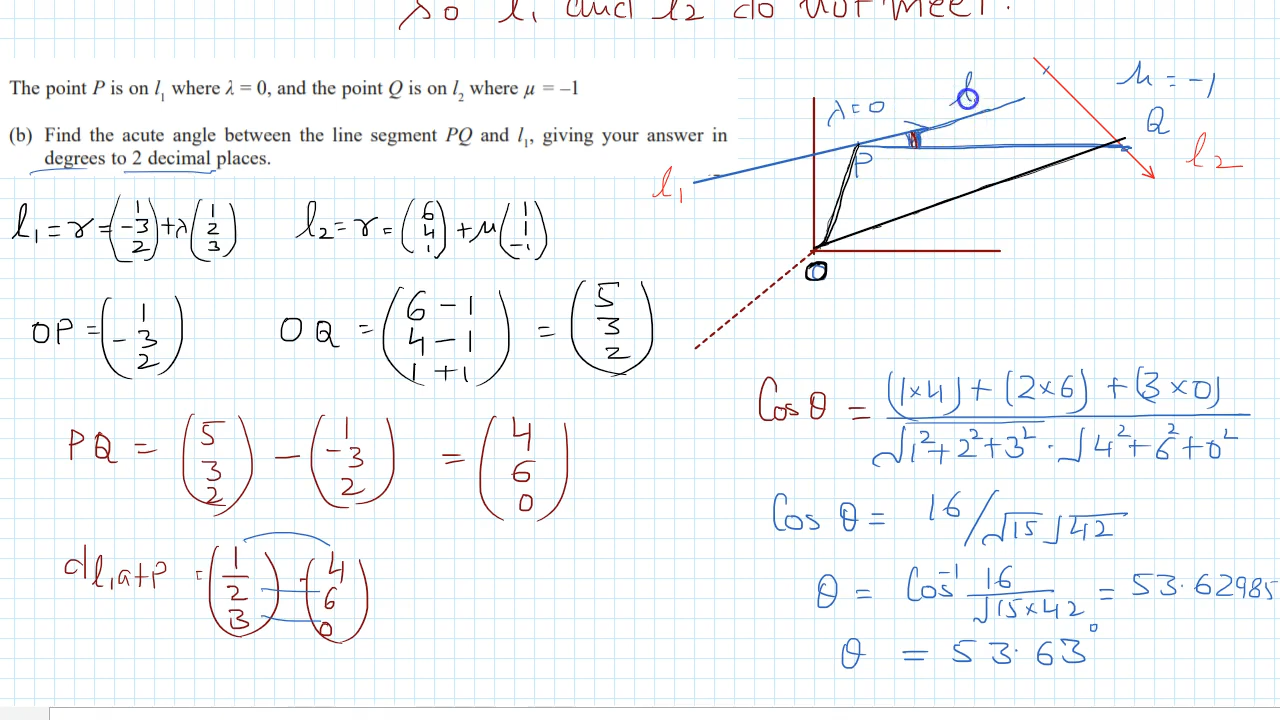 So l₁ and l₂ do not meet.
The point P is on l₁ where λ = 0, and the point Q is on l₂ where μ = –1
(b) Find the acute angle between the line segment PQ and l₁, giving your answer in
degrees to 2 decimal places.
l₁ = r = (1 -3 2) + λ(1 2 3) l₂ = r = (6 4 1) + μ(1 1 -1)
OP = (1 -3 2) OQ = (6-1 4-1 1+1) = (5 3 2)
PQ = (5 3 2) - (1 -3 2) = (4 6 0)
d l₁ at P = (1 2 3) · (4 6 0)
λ=0
μ = -1
P
Q
l₁
l₂
O
Cos θ = (1×4) + (2×6) + (3×0) / √1²+2²+3² · √4²+6²+0²
Cos θ = 16/√15 √42
θ = Cos⁻¹ 16/√15×42 = 53.62985
θ = 53.63°